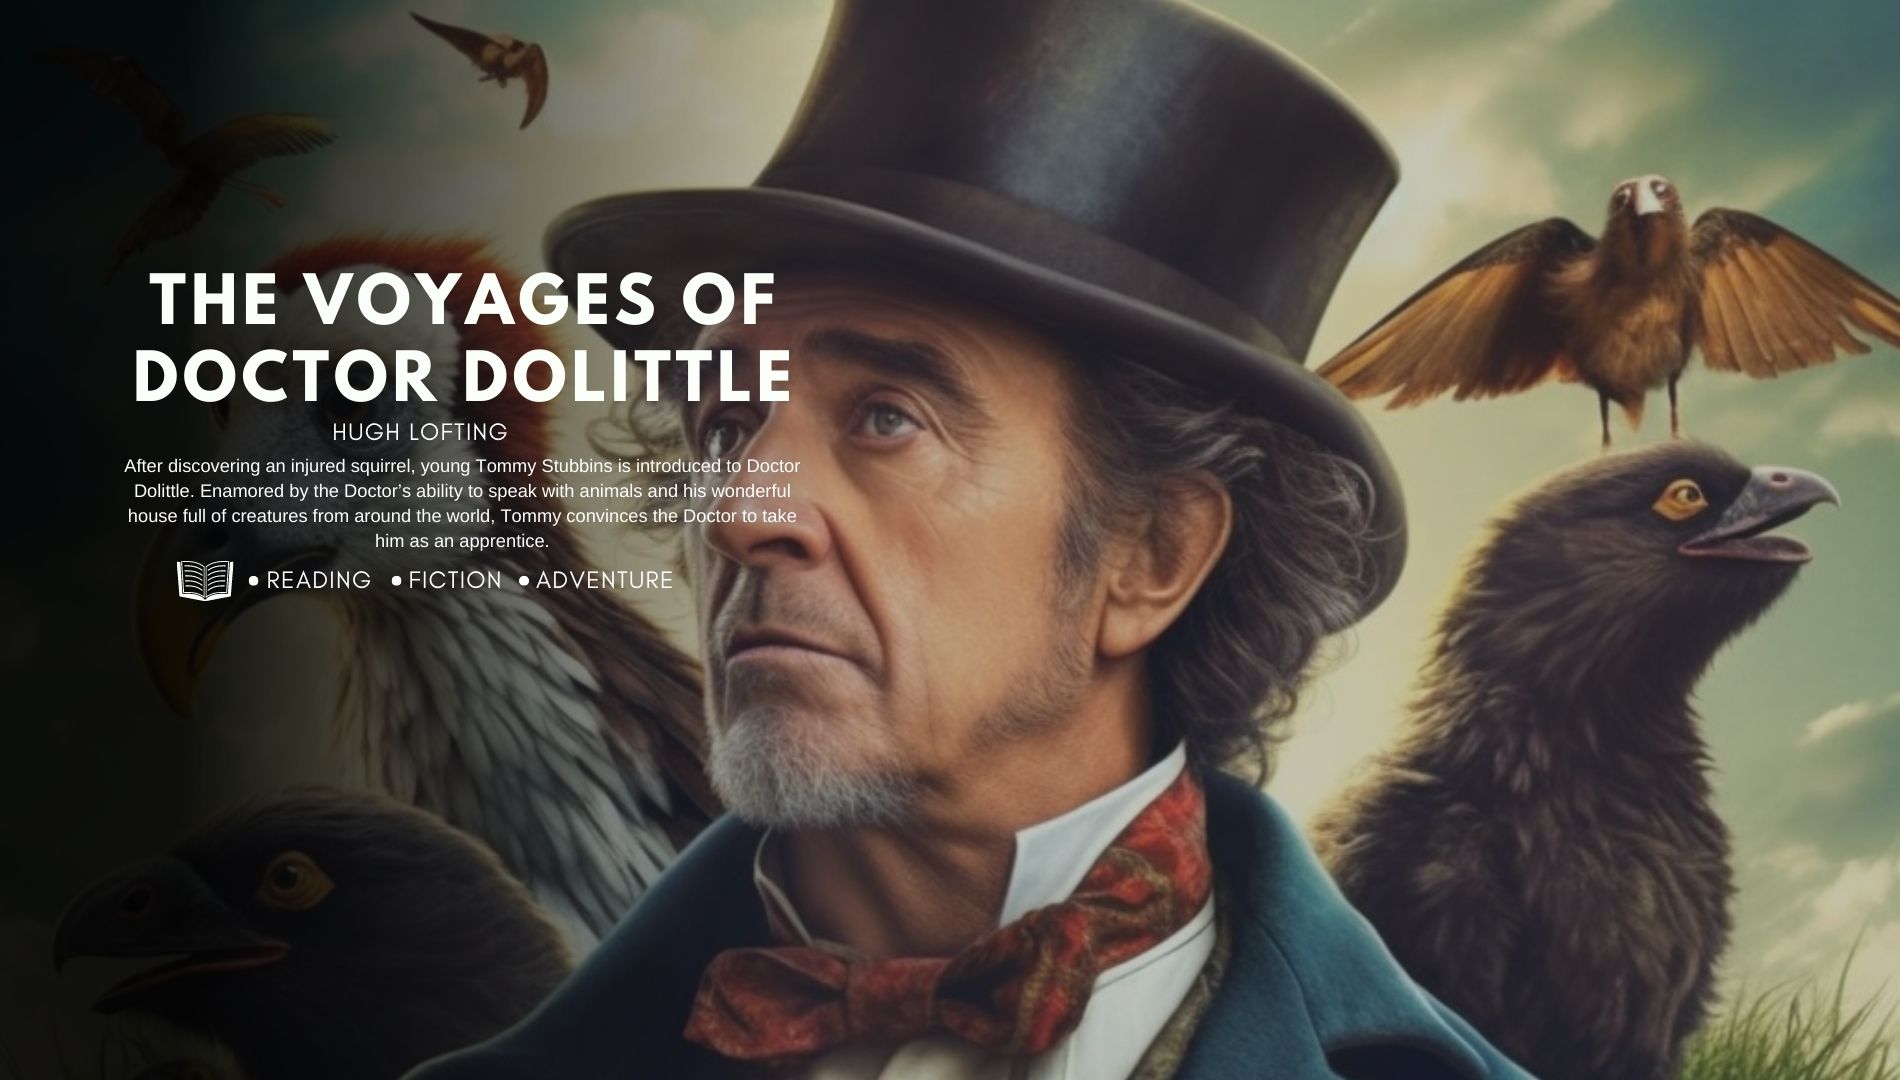 THE VOYAGES OF
DOCTOR DOLITTLE
HUGH LOFTING
After discovering an injured squirrel, young Tommy Stubbins is introduced to Doctor
Dolittle. Enamored by the Doctor’s ability to speak with animals and his wonderful
house full of creatures from around the world, Tommy convinces the Doctor to take
him as an apprentice.
• READING • FICTION • ADVENTURE